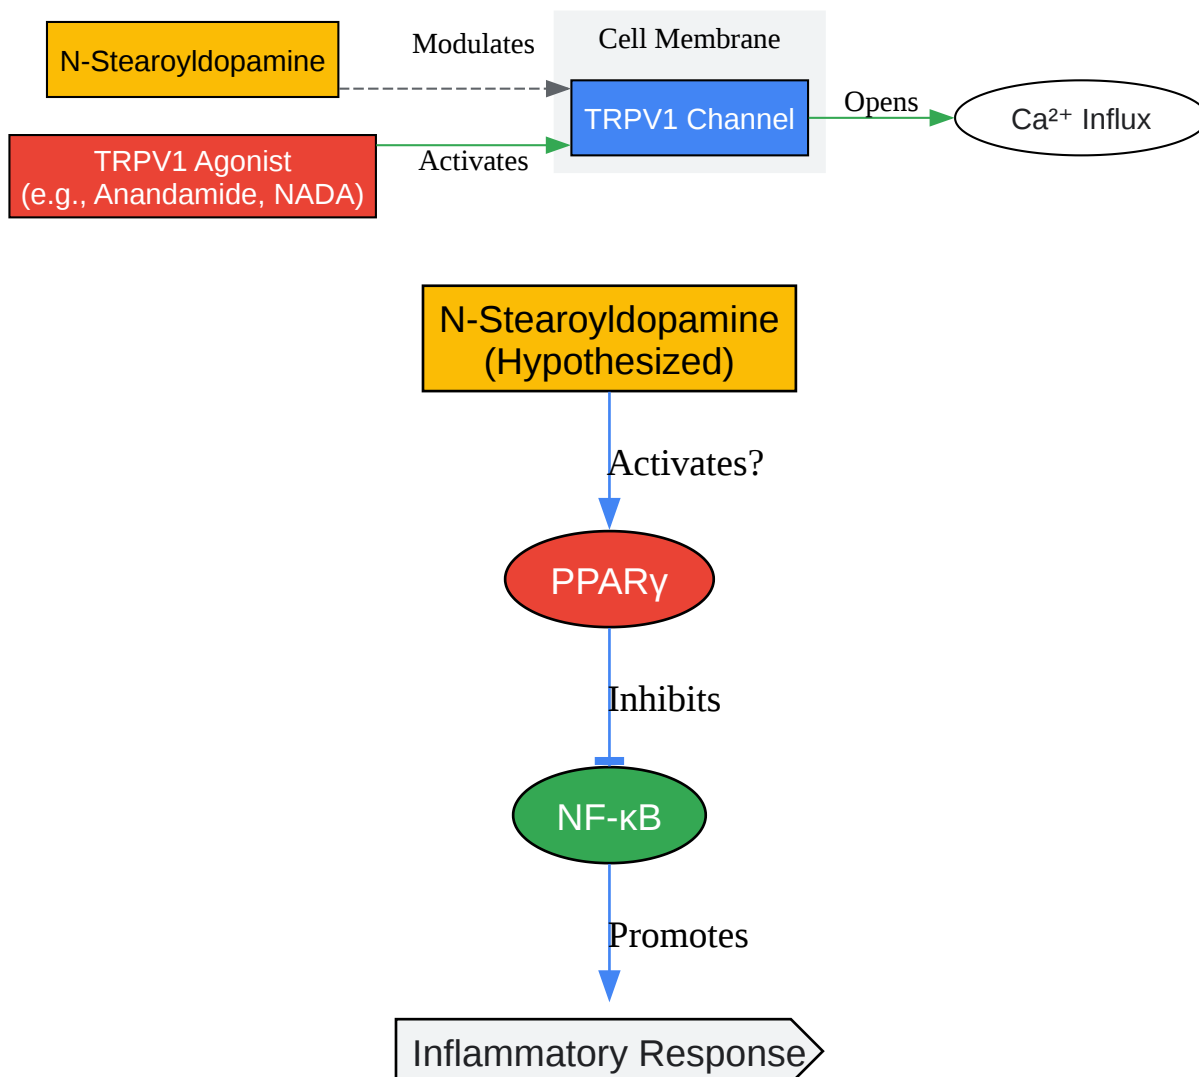 N-Stearoyldopamine
Modulates
Cell Membrane
TRPV1 Channel
Opens
Ca²⁺ Influx
TRPV1 Agonist
(e.g., Anandamide, NADA)
Activates
N-Stearoyldopamine
(Hypothesized)
Activates?
PPARγ
Inhibits
NF-κB
Promotes
Inflammatory Response